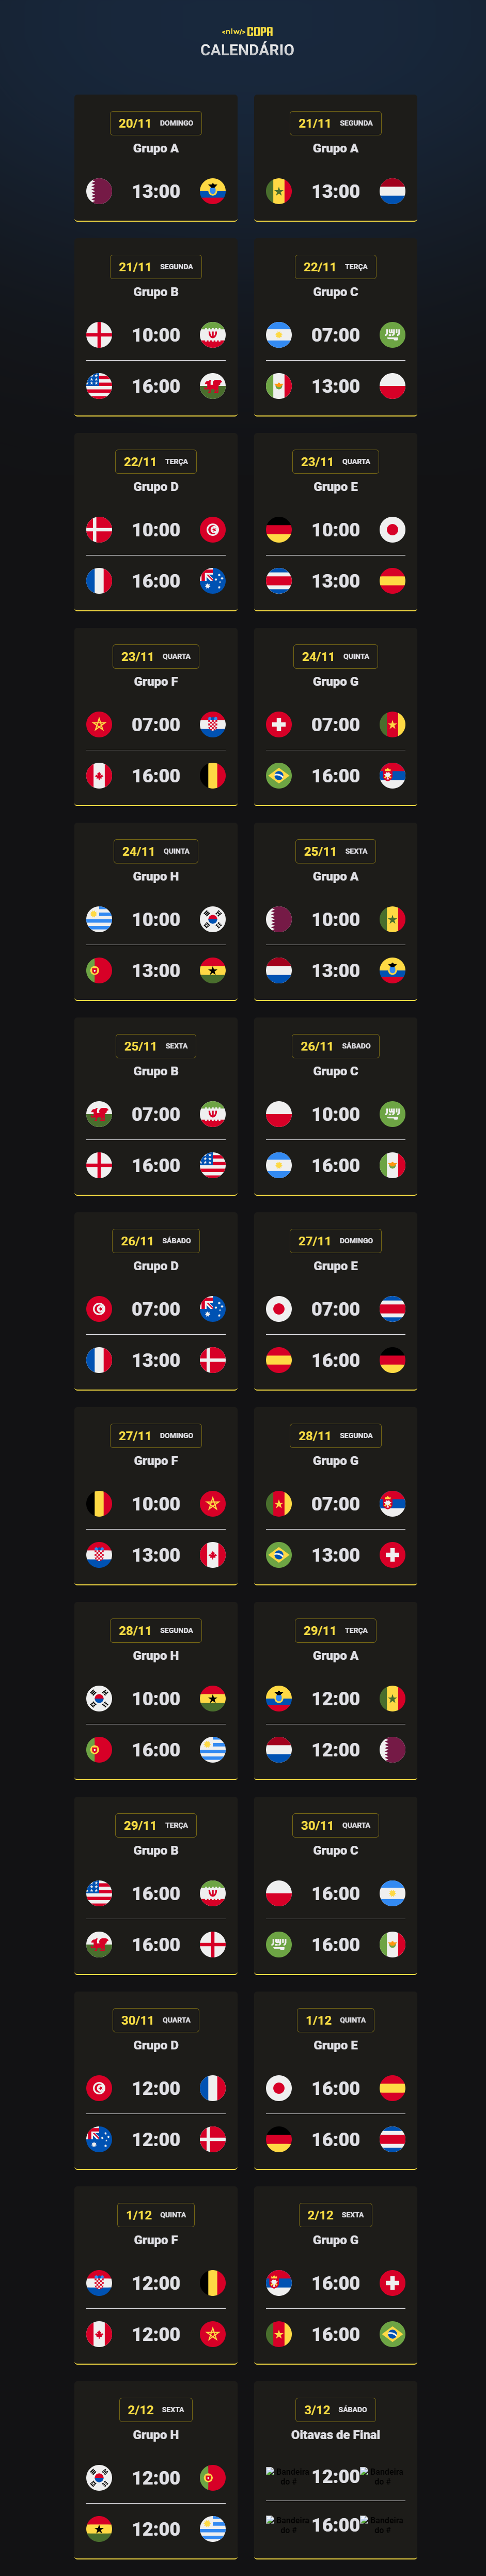 <nlw/> COPA
CALENDÁRIO
20/11 DOMINGO
Grupo A
13:00
21/11 SEGUNDA
Grupo A
13:00
21/11 SEGUNDA
Grupo B
10:00
16:00
22/11 TERÇA
Grupo C
07:00
13:00
22/11 TERÇA
Grupo D
10:00
16:00
23/11 QUARTA
Grupo E
10:00
13:00
23/11 QUARTA
Grupo F
07:00
16:00
24/11 QUINTA
Grupo G
07:00
16:00
24/11 QUINTA
Grupo H
10:00
13:00
25/11 SEXTA
Grupo A
10:00
13:00
25/11 SEXTA
Grupo B
07:00
16:00
26/11 SÁBADO
Grupo C
10:00
16:00
26/11 SÁBADO
Grupo D
07:00
13:00
27/11 DOMINGO
Grupo E
07:00
16:00
27/11 DOMINGO
Grupo F
10:00
13:00
28/11 SEGUNDA
Grupo G
07:00
13:00
28/11 SEGUNDA
Grupo H
10:00
16:00
29/11 TERÇA
Grupo A
12:00
12:00
29/11 TERÇA
Grupo B
16:00
16:00
30/11 QUARTA
Grupo C
16:00
16:00
30/11 QUARTA
Grupo D
12:00
12:00
1/12 QUINTA
Grupo E
16:00
16:00
1/12 QUINTA
Grupo F
12:00
12:00
2/12 SEXTA
Grupo G
16:00
16:00
2/12 SEXTA
Grupo H
12:00
12:00
3/12 SÁBADO
Oitavas de Final
Bandeira do # 12:00 Bandeira do #
Bandeira do # 16:00 Bandeira do #